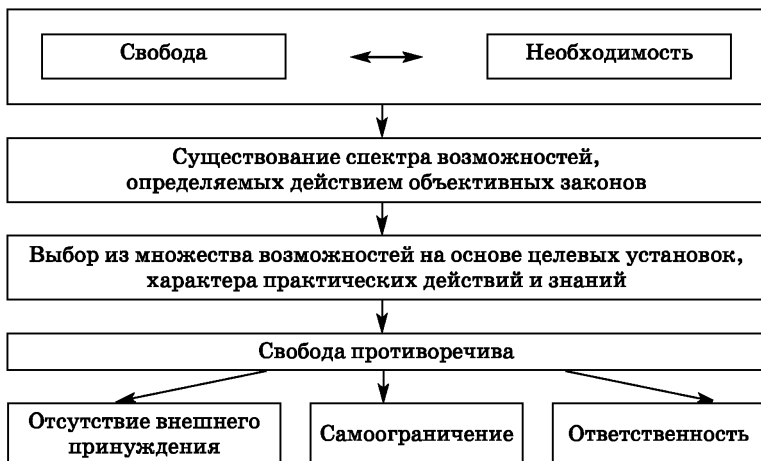 Свобода
Необходимость
Существование спектра возможностей,
определяемых действием объективных законов
Выбор из множества возможностей на основе целевых установок,
характера практических действий и знаний
Свобода противоречива
Отсутствие внешнего
принуждения
Самоограничение
Ответственность